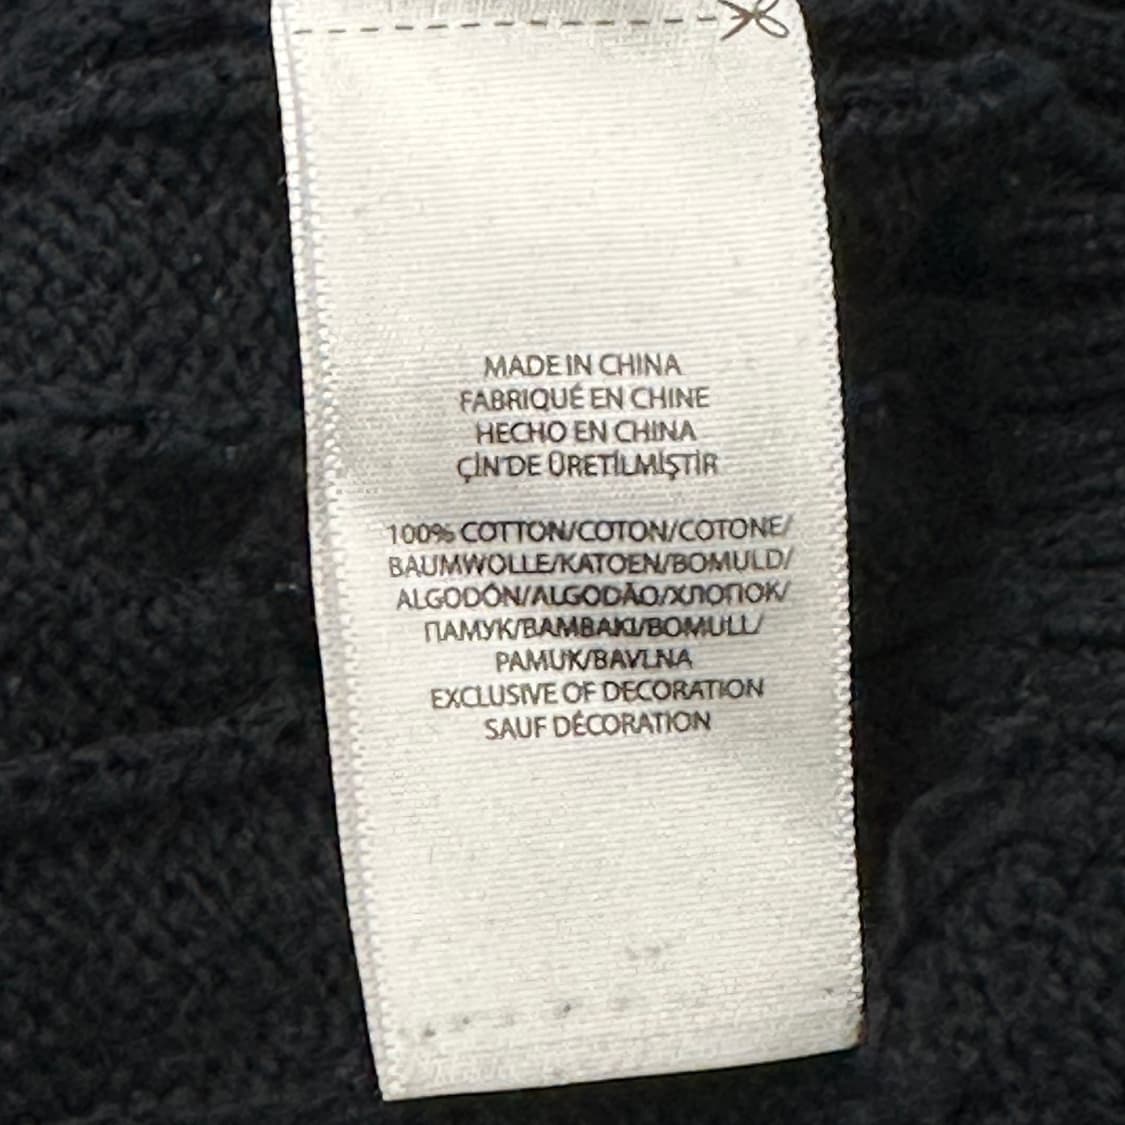 MADE IN CHINA
FABRIQUÉ EN CHINE
HECHO EN CHINA
ÇİN'DE ÜRETİLMİŞTİR
100% COTTON/COTON/COTONE/
BAUMWOLLE/KATOEN/BOMULD/
ALGODÓN/ALGODÃO/ХЛОПОК/
ПАМУК/ΒΑΜΒΑΚΙ/BOMULL/
PAMUK/BAVLNA
EXCLUSIVE OF DECORATION
SAUF DÉCORATION